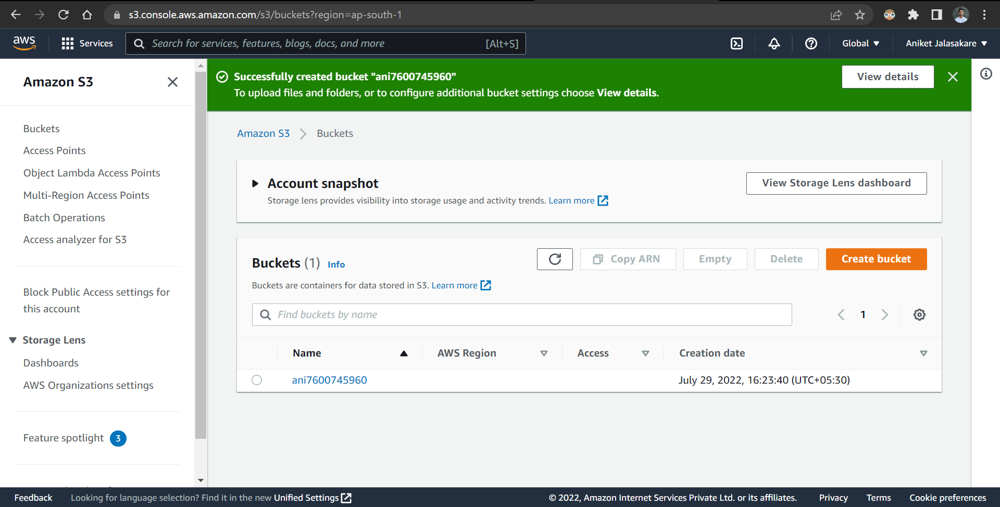 s3.console.aws.amazon.com/s3/buckets?region=ap-south-1
aws
Services
Search for services, features, blogs, docs, and more
[Alt+S]
Global
Aniket Jalasakare
Amazon S3
Buckets
Access Points
Object Lambda Access Points
Multi-Region Access Points
Batch Operations
Access analyzer for S3
Block Public Access settings for
this account
Storage Lens
Dashboards
AWS Organizations settings
Feature spotlight 3
Successfully created bucket "ani7600745960"
To upload files and folders, or to configure additional bucket settings choose View details.
View details
Amazon S3
Buckets
Account snapshot
Storage lens provides visibility into storage usage and activity trends. Learn more
View Storage Lens dashboard
Buckets (1) Info
Buckets are containers for data stored in S3. Learn more
Copy ARN
Empty
Delete
Create bucket
Find buckets by name
1
Name
AWS Region
Access
Creation date
ani7600745960
July 29, 2022, 16:23:40 (UTC+05:30)
Feedback
Looking for language selection? Find it in the new Unified Settings
© 2022, Amazon Internet Services Private Ltd. or its affiliates.
Privacy
Terms
Cookie preferences